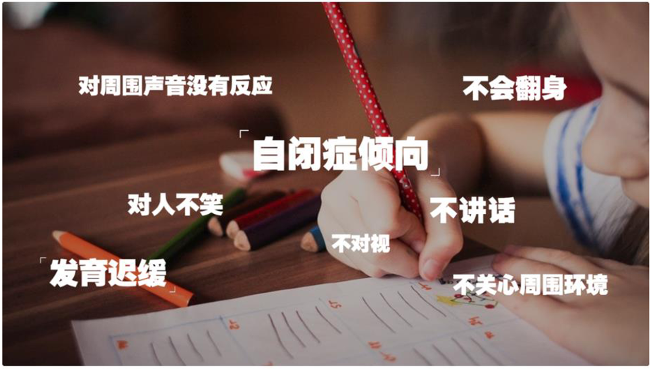 对周围声音没有反应
不会翻身
「自闭症倾向」
对人不笑
不讲话
不对视
「发育迟缓」
不关心周围环境